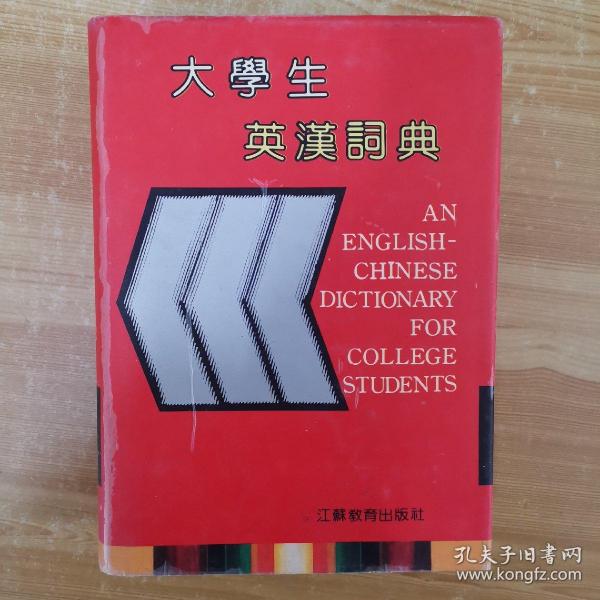 大學生
英漢詞典
AN
ENGLISH-
CHINESE
DICTIONARY
FOR
COLLEGE
STUDENTS
江蘇教育出版社
孔夫子旧书网
www.kongfz.com